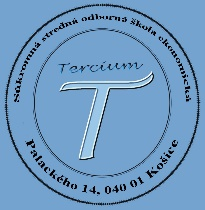 Súkromná stredná odborná škola ekonomická
Tercium
T
Palackého 14, 040 01 Košice